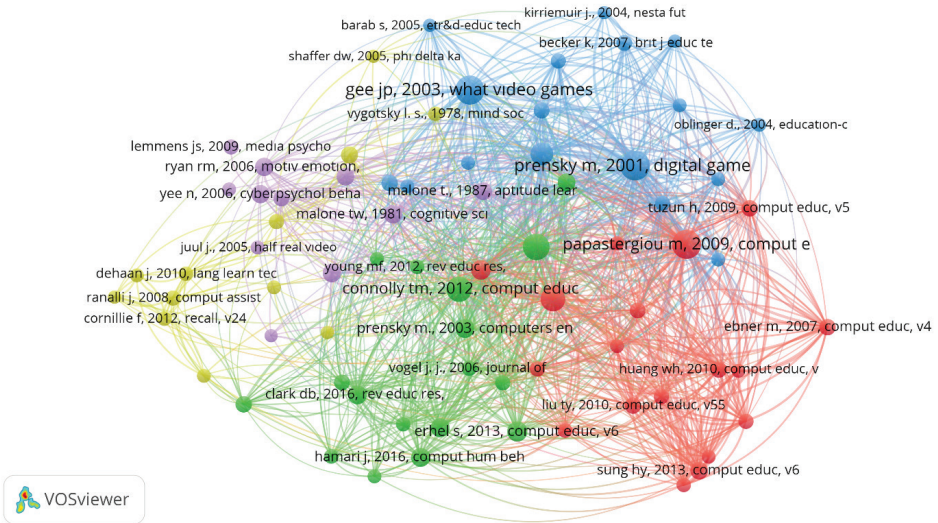 kirriemuir j., 2004, nesta fut
barab s, 2005, etr&d-educ tech
becker k, 2007, brit j educ te
shaffer dw, 2005, phi delta ka
gee jp, 2003, what video games
vygotsky l. s., 1978, mind soc
oblinger d., 2004, education-c
lemmens js, 2009, media psycho
ryan rm, 2006, motiv emotion,
prensky m, 2001, digital game
yee n, 2006, cyberpsychol beha
malone t., 1987, aptitude lear
tuzun h, 2009, comput educ, v5
malone tw, 1981, cognitive sci
juul j., 2005, half real video
papastergiou m, 2009, comput e
dehaan j, 2010, lang learn tec
young mf, 2012, rev educ res,
connolly tm, 2012, comput educ
ranalli j, 2008, comput assist
cornillie f, 2012, recall, v24
prensky m., 2003, computers en
ebner m, 2007, comput educ, v4
vogel j. j., 2006, journal of
huang wh, 2010, comput educ, v
clark db, 2016, rev educ res,
liu ty, 2010, comput educ, v55
erhel s, 2013, comput educ, v6
hamari j, 2016, comput hum beh
sung hy, 2013, comput educ, v6
VOSviewer